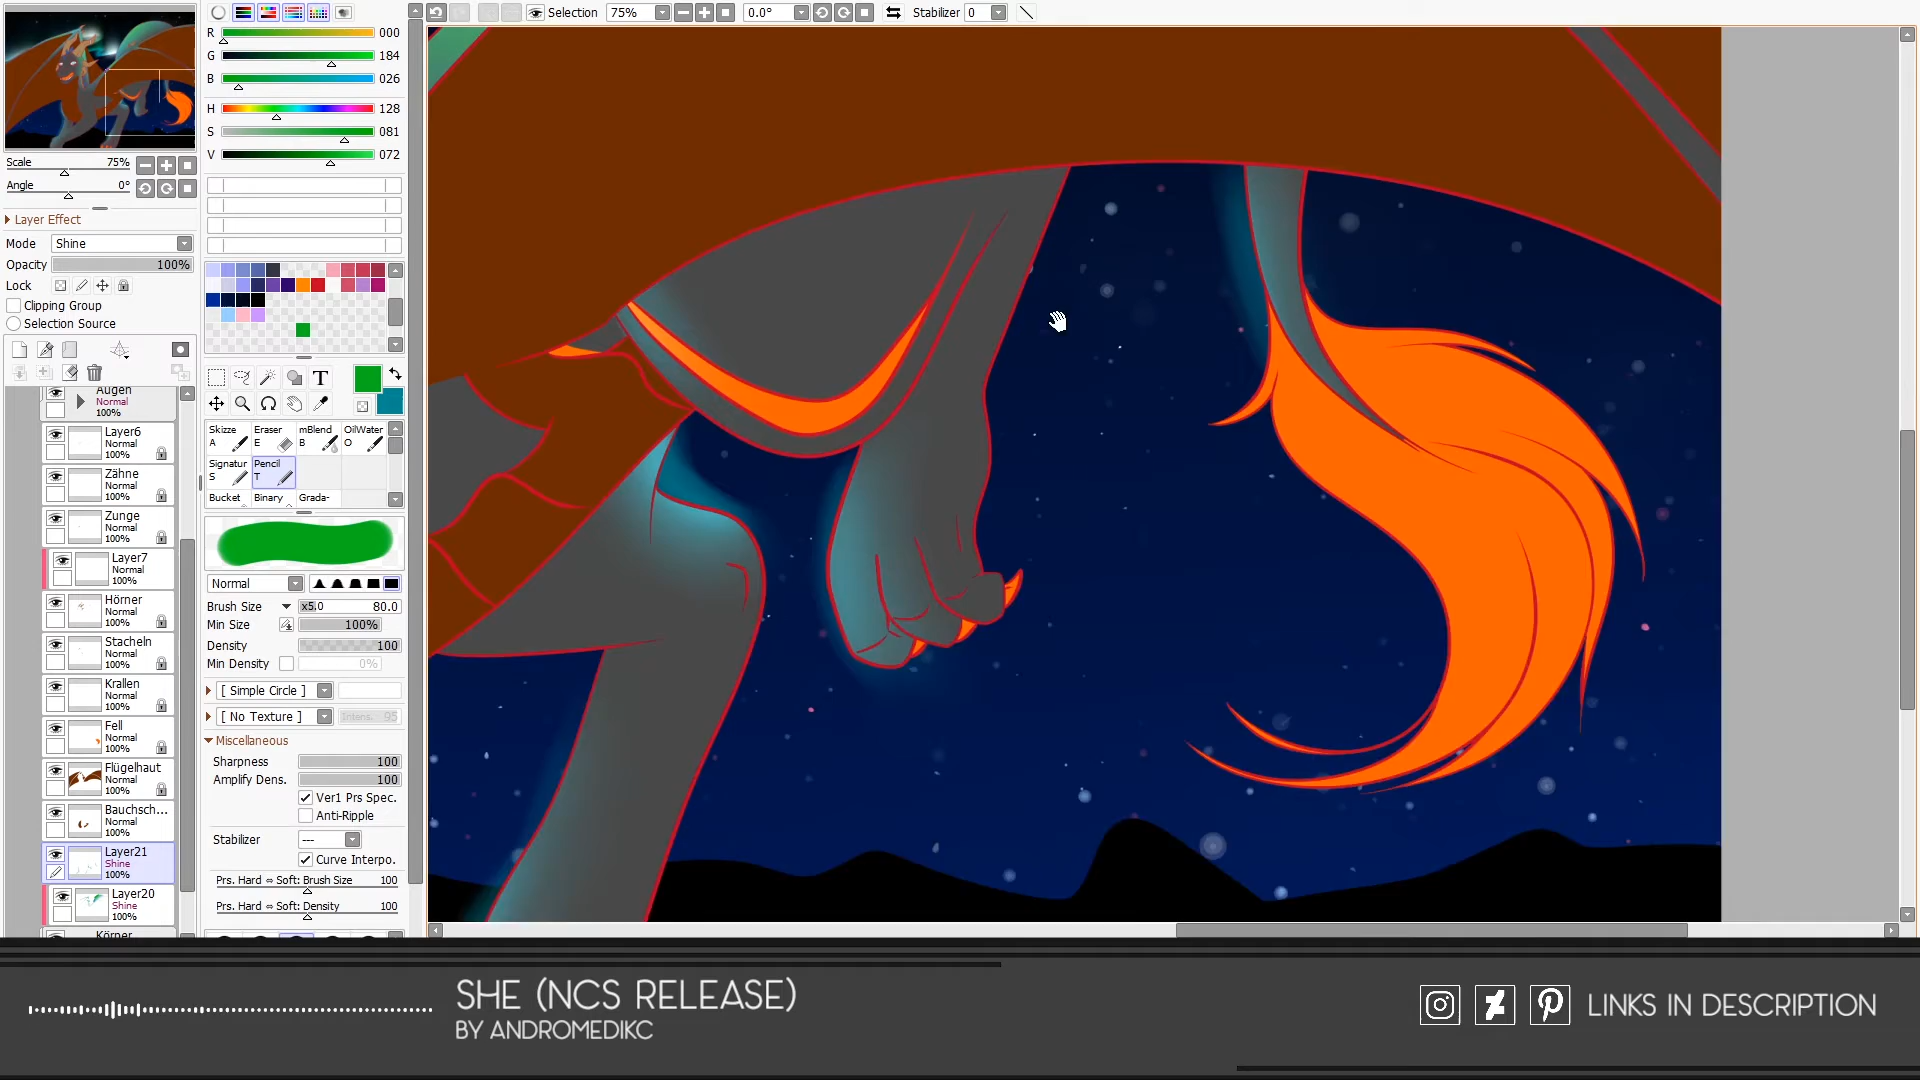 Selection 75% 0.0° Stabilizer 0
R 000
G 184
B 026
H 128
S 081
V 072
Scale 75%
Angle 0°
Layer Effect
Mode Shine
Opacity 100%
Lock
Clipping Group
Selection Source
Augen
Normal
100%
Layer6
Normal
100%
Zähne
Normal
100%
Zunge
Normal
100%
Layer7
Normal
100%
Hörner
Normal
100%
Stacheln
Normal
100%
Krallen
Normal
100%
Fell
Normal
100%
Flügelhaut
Normal
100%
Bauchsch...
Normal
100%
Layer21
Shine
100%
Layer20
Shine
100%
Körner
T
Skizze Eraser mBlend OilWater
A E B O
Signatur Pencil
S T
Bucket Binary Grada-
Normal
Brush Size x5.0 80.0
Min Size 100%
Density 100
Min Density 0%
[ Simple Circle ]
[ No Texture ] Intens. 95
Miscellaneous
Sharpness 100
Amplify Dens. 100
Ver1 Prs Spec.
Anti-Ripple
Stabilizer ---
Curve Interpo.
Prs. Hard ⇔ Soft: Brush Size 100
Prs. Hard ⇔ Soft: Density 100
SHE (NCS RELEASE)
BY ANDROMEDIKC
LINKS IN DESCRIPTION